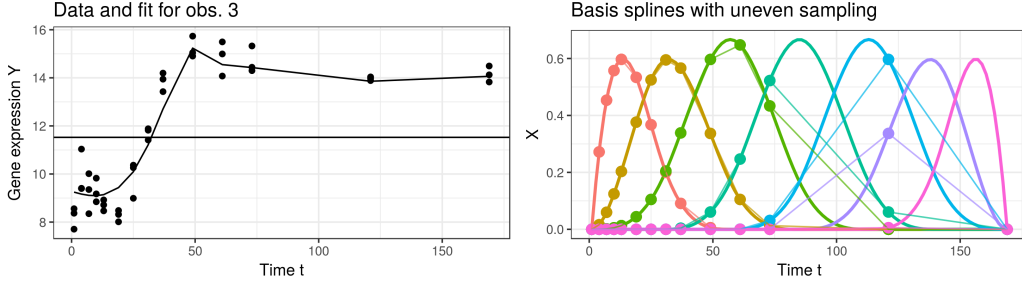 Data and fit for obs. 3
Gene expression Y
16
14
12
10
8
0
50
100
150
Time t
Basis splines with uneven sampling
X
0.6
0.4
0.2
0.0
0
50
100
150
Time t